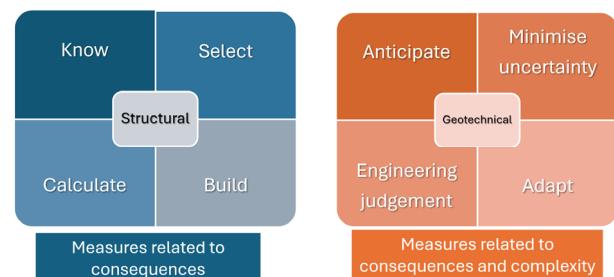 Know
Select
Structural
Calculate
Build
Measures related to
consequences
Anticipate
Minimise
uncertainty
Geotechnical
Engineering
judgement
Adapt
Measures related to
consequences and complexity